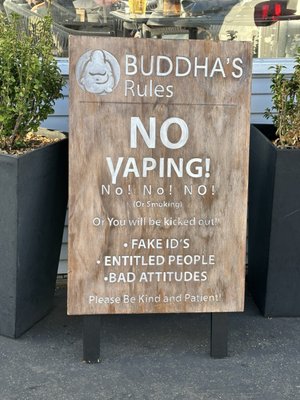 BUDDHA'S
Rules
NO
VAPING!
No! No! NO!
(Or Smoking)
Or You will be kicked out!
• FAKE ID'S
• ENTITLED PEOPLE
• BAD ATTITUDES
Please Be Kind and Patient!